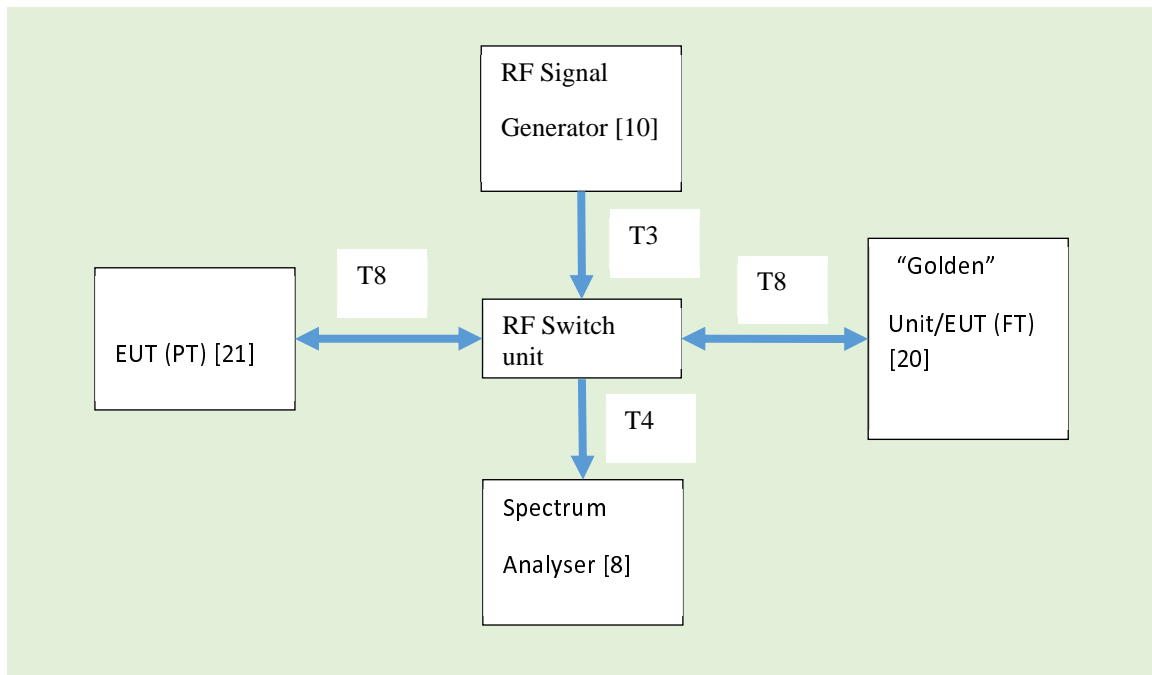 RF Signal
Generator [10]
T3
T8
T8
“Golden”
Unit/EUT (FT)
[20]
EUT (PT) [21]
RF Switch
unit
T4
Spectrum
Analyser [8]